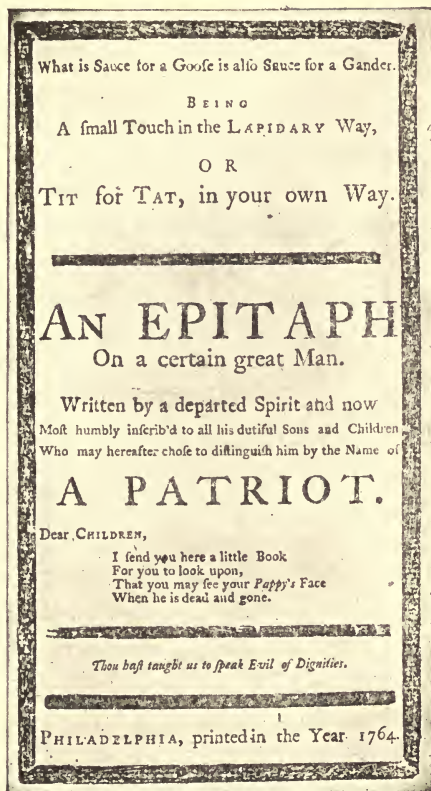 What is Sauce for a Gooſe is alſo Sauce for a Gander.
BEING
A ſmall Touch in the LAPIDARY Way,
OR
TIT for TAT, in your own Way.
AN EPITAPH
On a certain great Man.
Written by a departed Spirit and now
Moſt humbly inſcrib'd to all his dutiful Sons and Children
Who may hereafter choſe to diſtinguiſh him by the Name of
A PATRIOT.
Dear CHILDREN,
I ſend you here a little Book
For you to look upon,
That you may ſee your Pappy's Face
When he is dead and gone.
Thou haſt taught us to ſpeak Evil of Dignities.
PHILADELPHIA, printed in the Year 1764.